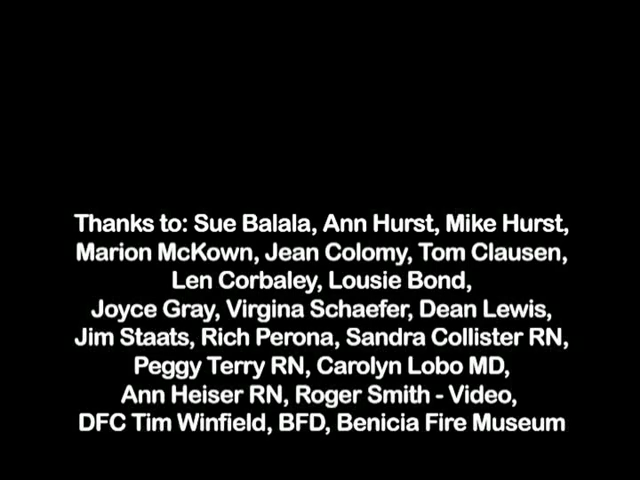 Thanks to: Sue Balala, Ann Hurst, Mike Hurst,
Marion McKown, Jean Colomy, Tom Clausen,
Len Corbaley, Lousie Bond,
Joyce Gray, Virgina Schaefer, Dean Lewis,
Jim Staats, Rich Perona, Sandra Collister RN,
Peggy Terry RN, Carolyn Lobo MD,
Ann Heiser RN, Roger Smith - Video,
DFC Tim Winfield, BFD, Benicia Fire Museum